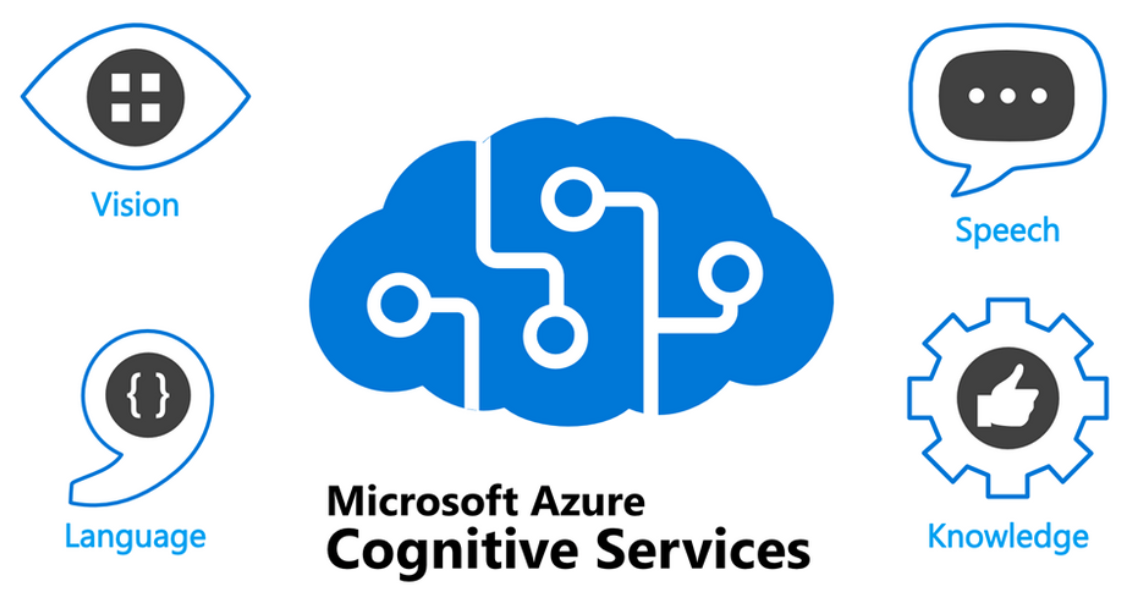 Vision
Speech
Language
Knowledge
Microsoft Azure
Cognitive Services